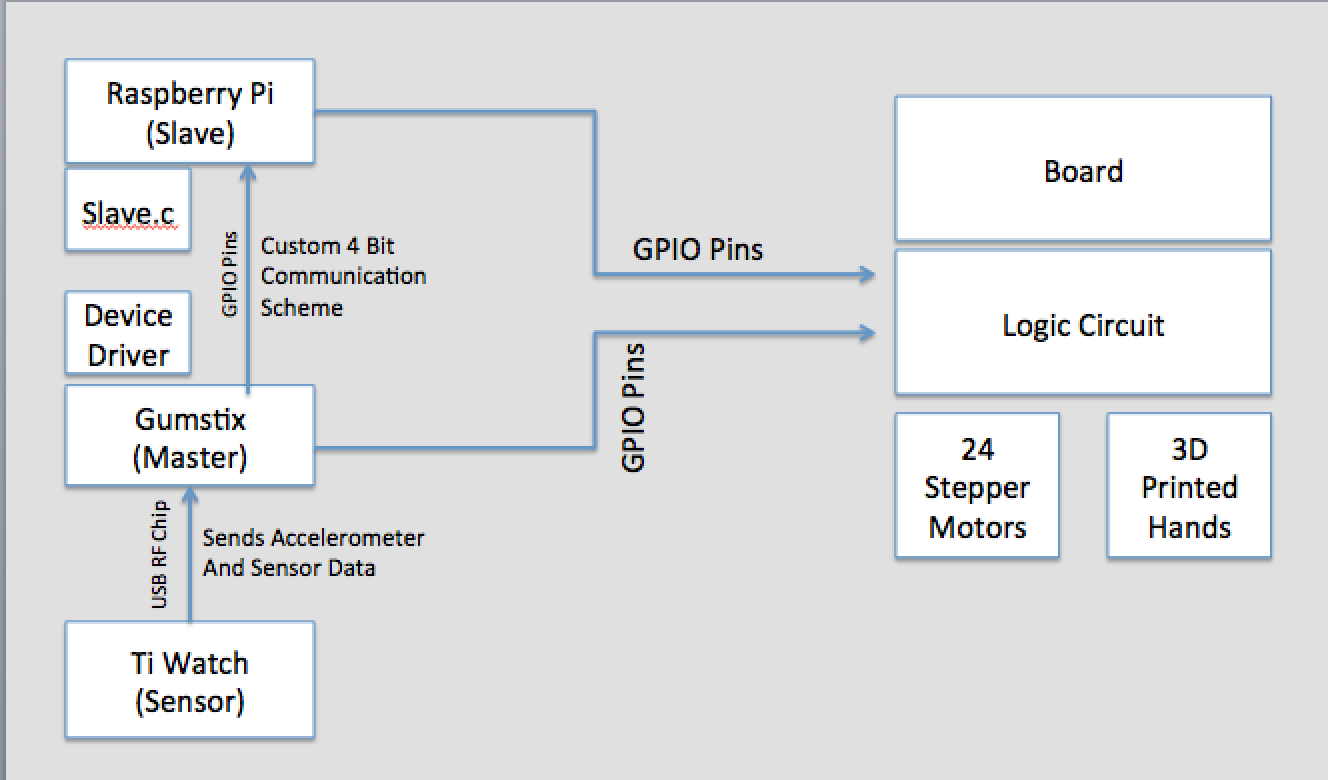 Raspberry Pi
(Slave)
Slave.c
GPIO Pins
Custom 4 Bit
Communication
Scheme
Device
Driver
Gumstix
(Master)
USB RF Chip
Sends Accelerometer
And Sensor Data
Ti Watch
(Sensor)
GPIO Pins
GPIO Pins
Board
Logic Circuit
24
Stepper
Motors
3D
Printed
Hands